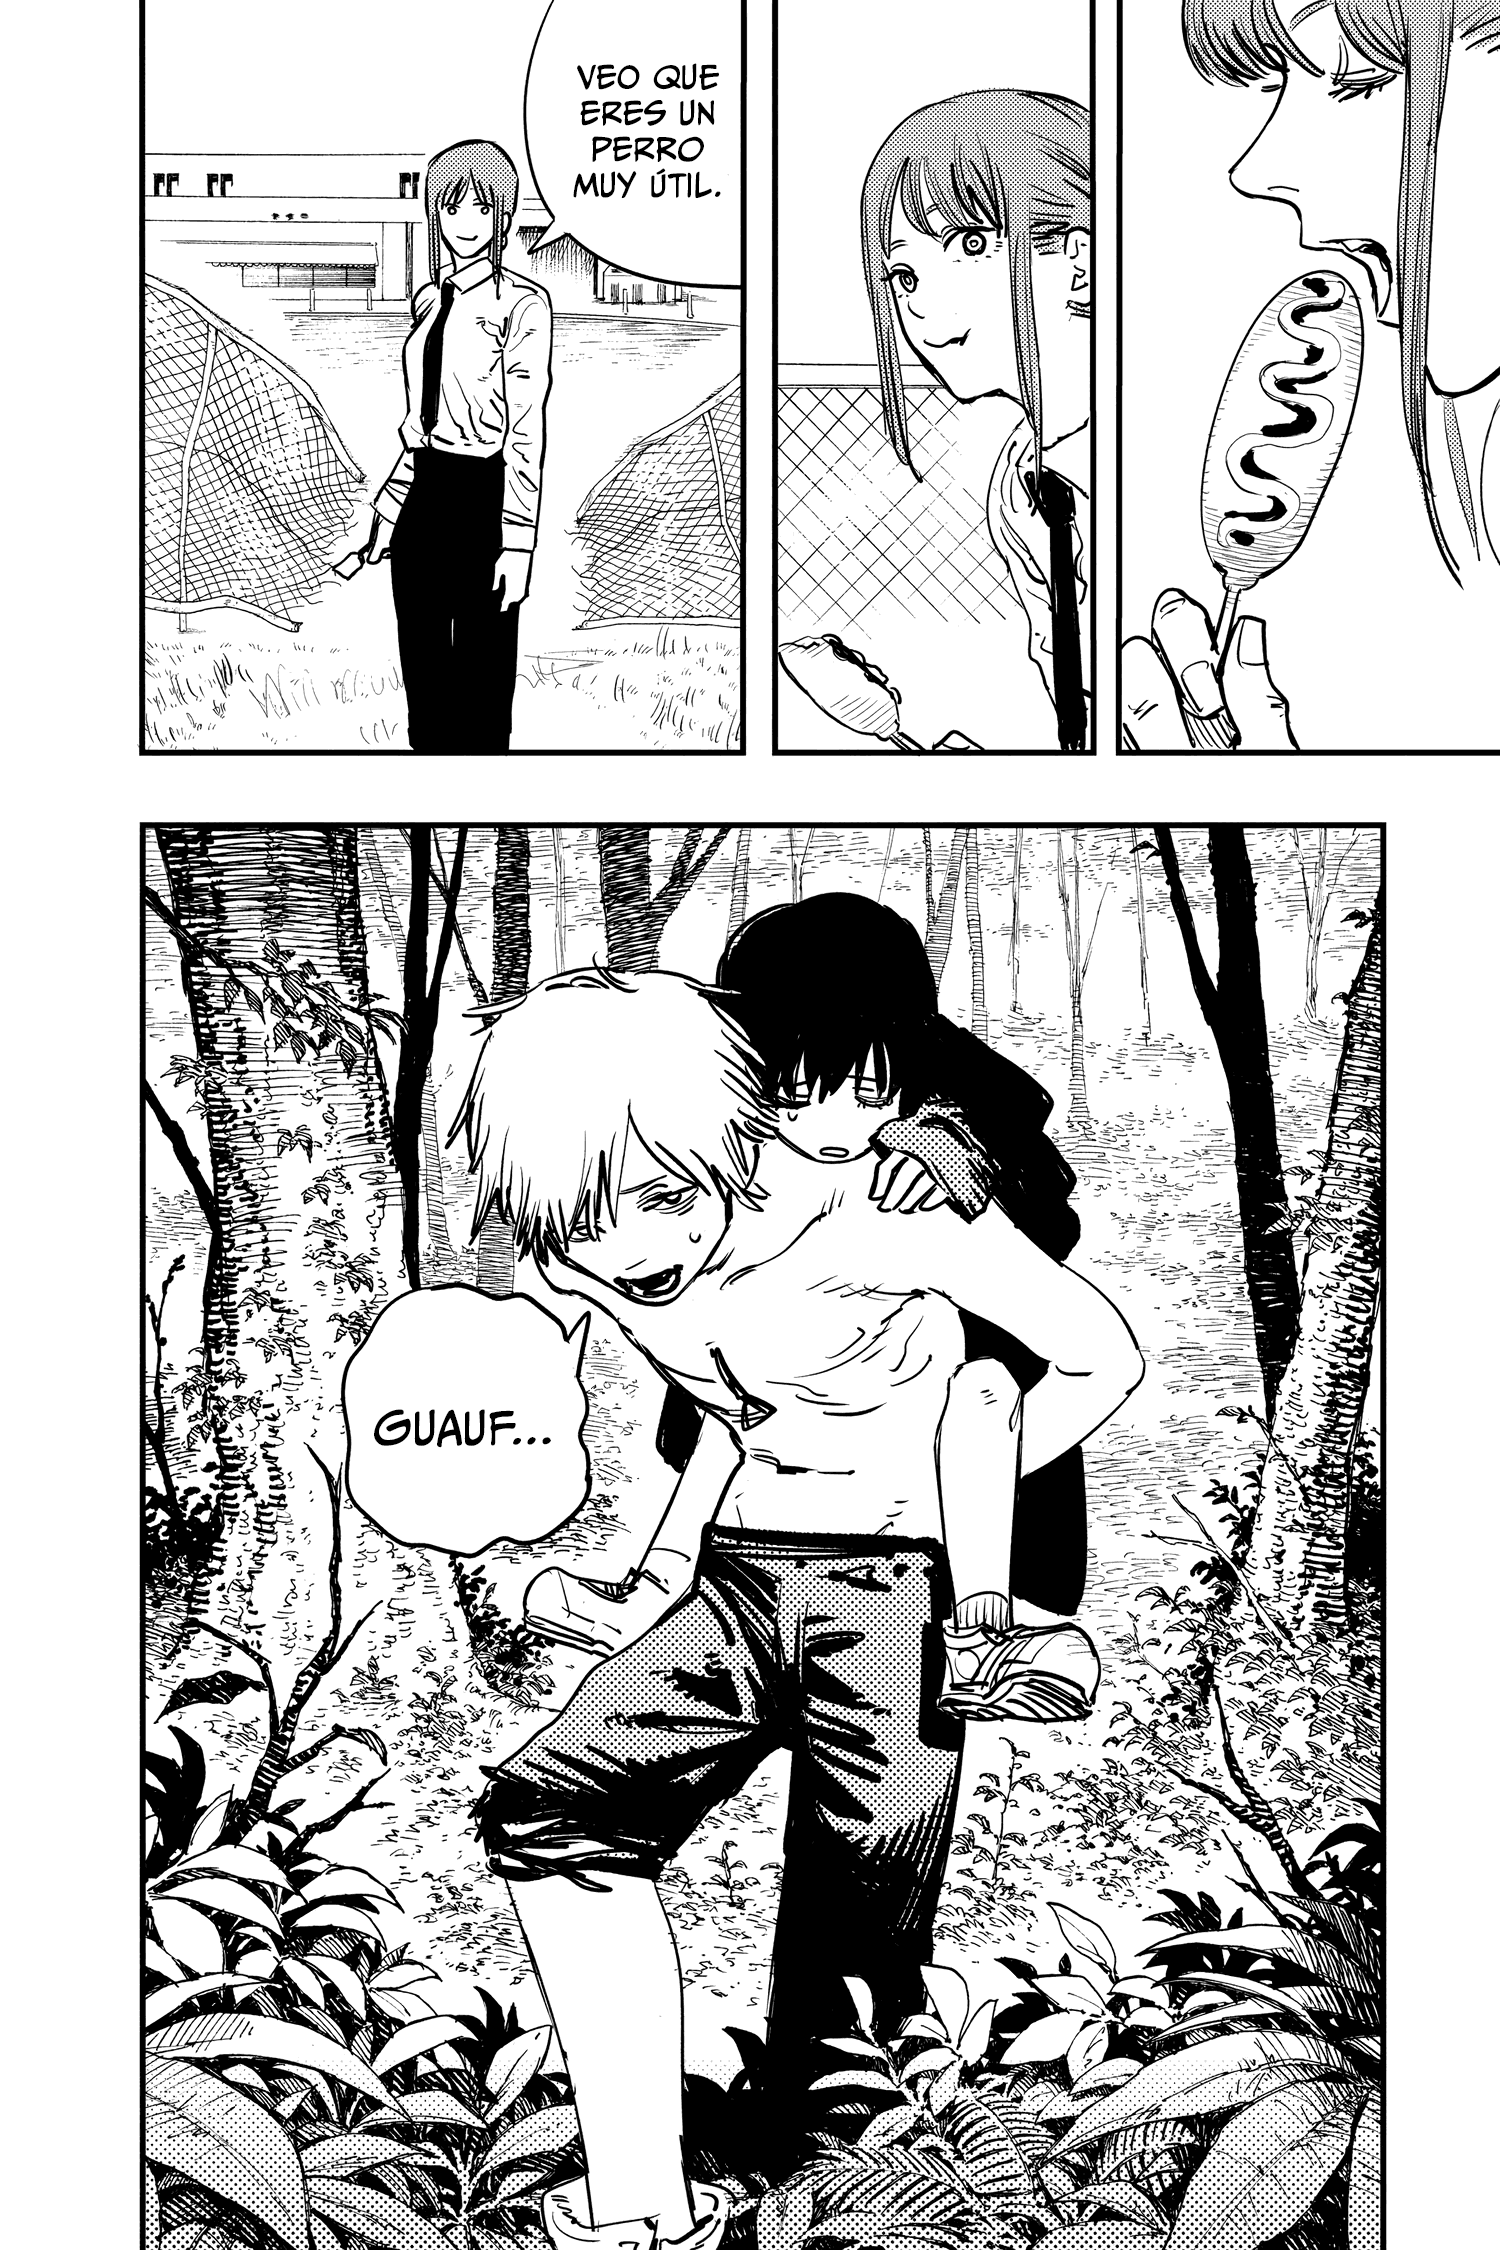 VEO QUE
ERES UN
PERRO
MUY ÚTIL.
GUAUF...